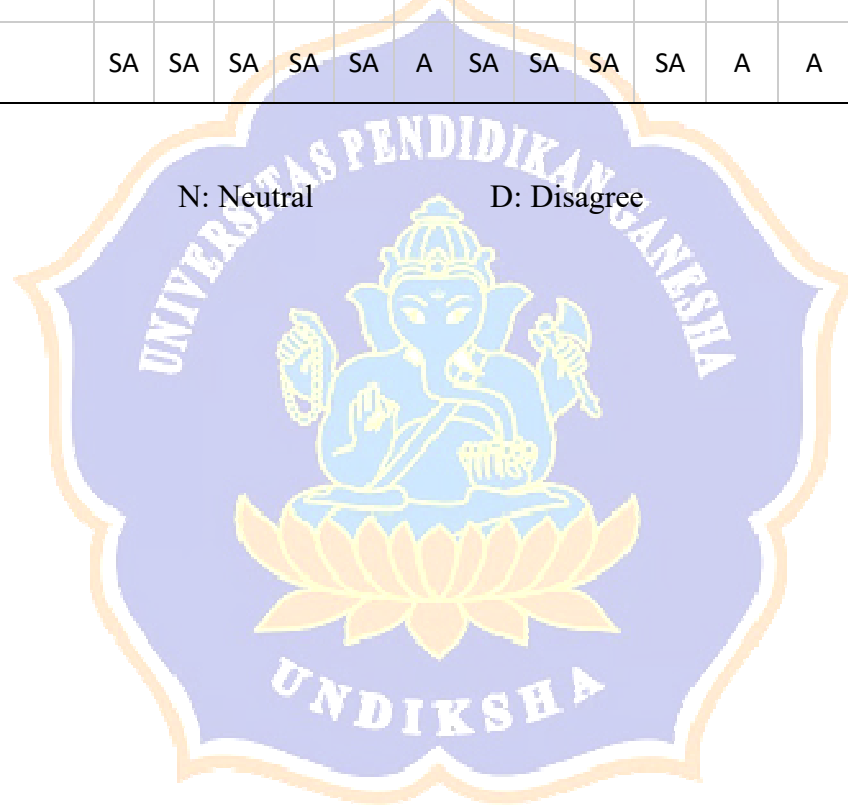 SA SA SA SA SA A SA SA SA SA A A
UNIVERSITAS PENDIDIKAN GANESHA
N: Neutral D: Disagree
UNDIKSHA